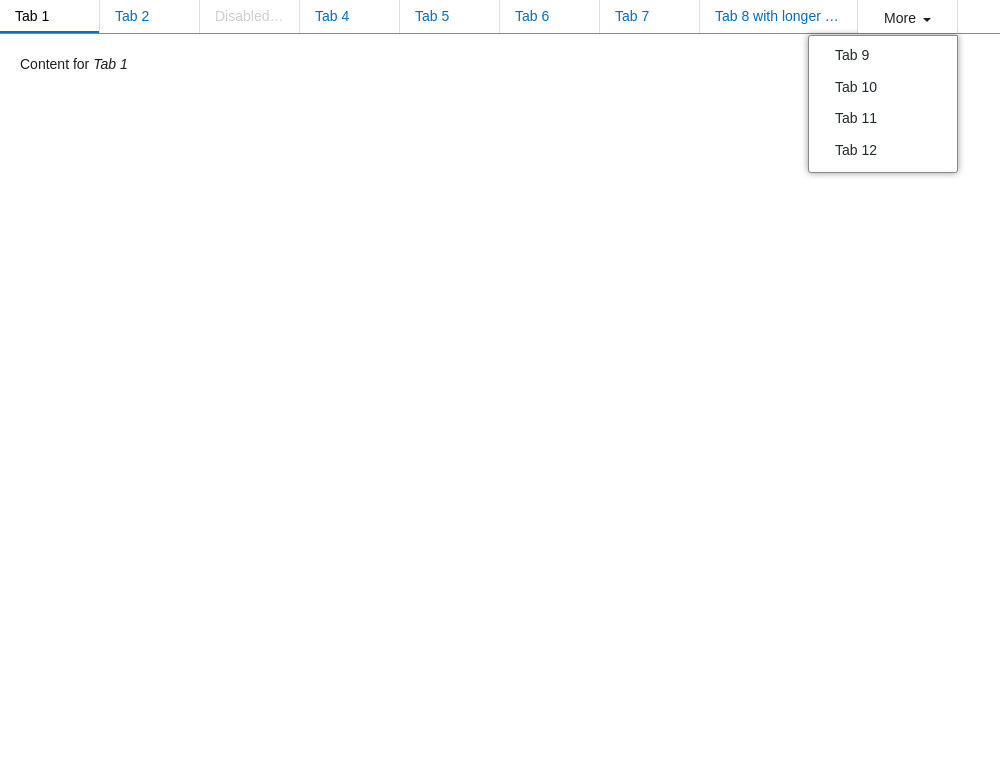 Tab 1
Tab 2
Disabled…
Tab 4
Tab 5
Tab 6
Tab 7
Tab 8 with longer …
More
Content for Tab 1
Tab 9
Tab 10
Tab 11
Tab 12